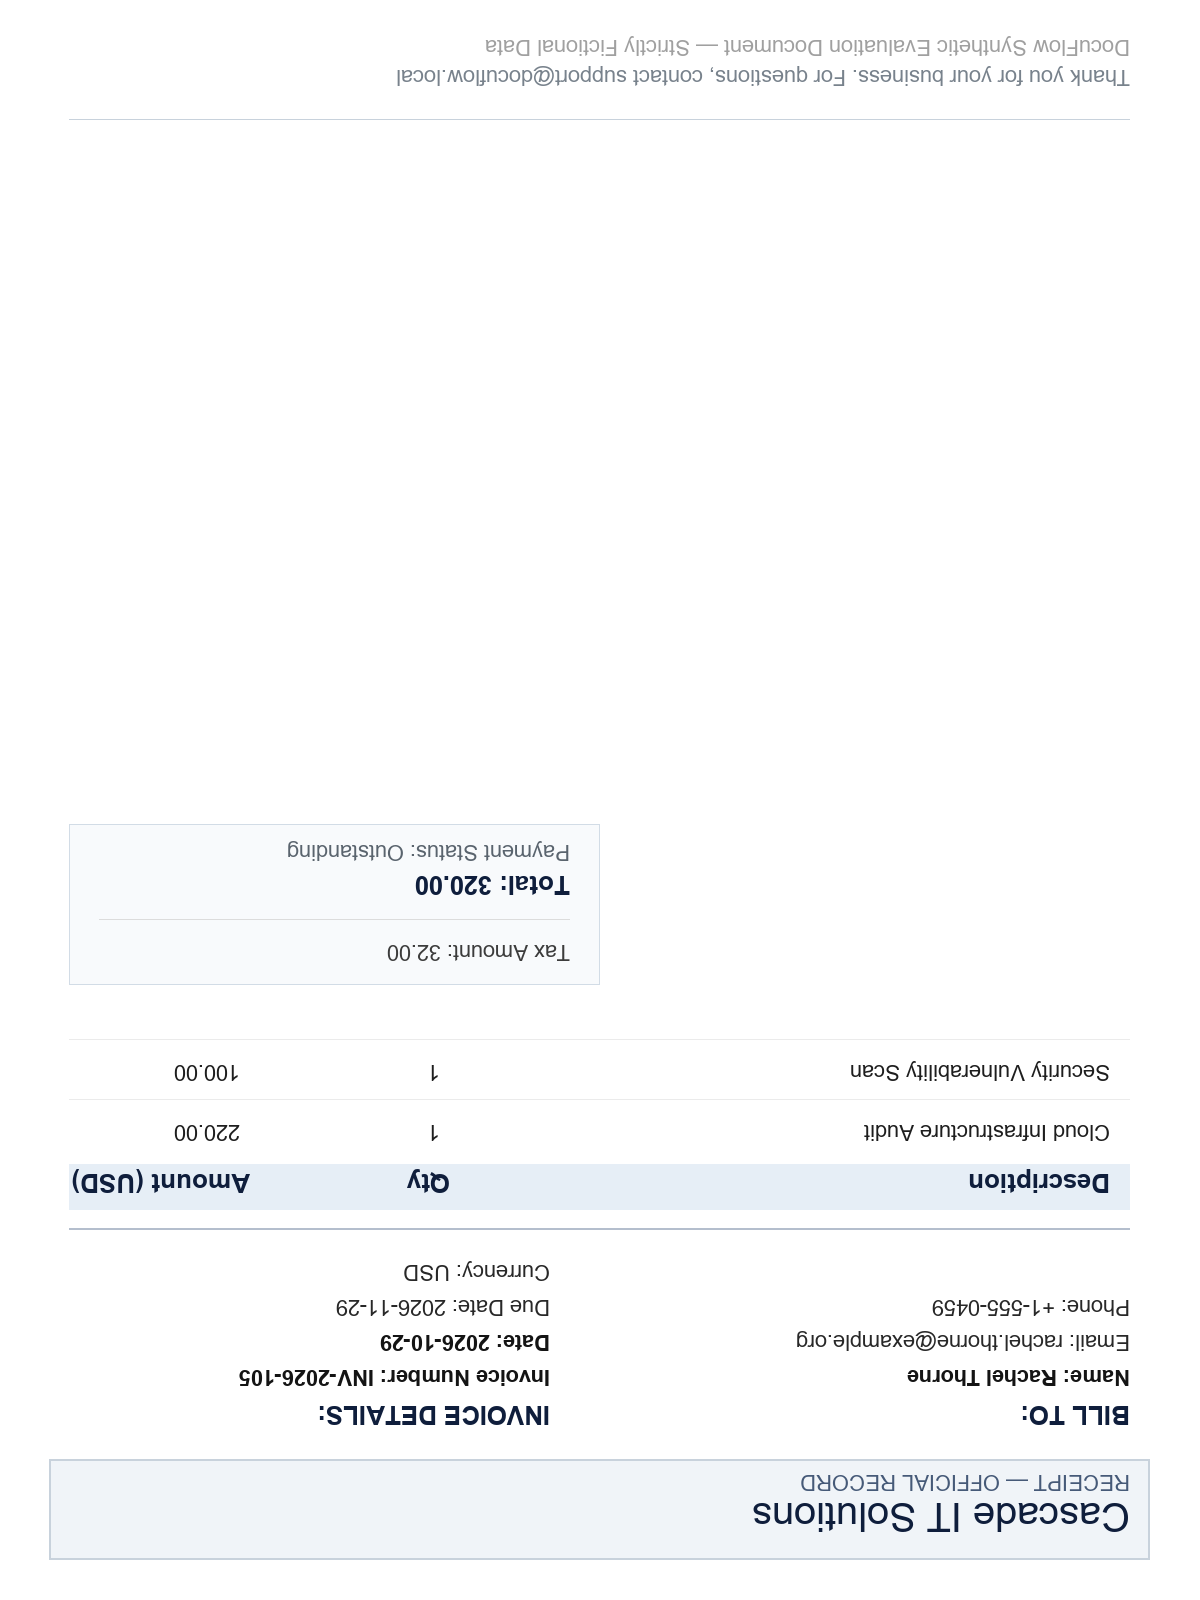 Cascade IT Solutions
RECEIPT — OFFICIAL RECORD
BILL TO:
Name: Rachel Thorne
Email: rachel.thorne@example.org
Phone: +1-555-0459
INVOICE DETAILS:
Invoice Number: INV-2026-105
Date: 2026-10-29
Due Date: 2026-11-29
Currency: USD
Description Qty Amount (USD)
Cloud Infrastructure Audit 1 220.00
Security Vulnerability Scan 1 100.00
Tax Amount: 32.00
Total: 320.00
Payment Status: Outstanding
Thank you for your business. For questions, contact support@docuflow.local
DocuFlow Synthetic Evaluation Document — Strictly Fictional Data